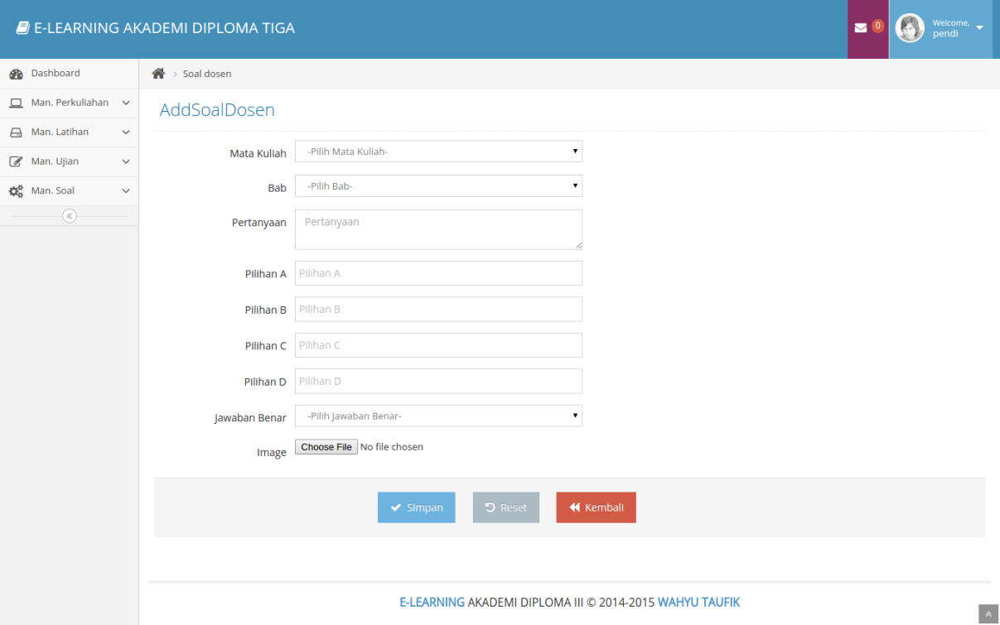 E-LEARNING AKADEMI DIPLOMA TIGA
0
Welcome,
pendi
Dashboard
Man. Perkuliahan
Man. Latihan
Man. Ujian
Man. Soal
Soal dosen
AddSoalDosen
Mata Kuliah -Pilih Mata Kuliah-
Bab -Pilih Bab-
Pertanyaan Pertanyaan
Pilihan A Pilihan A
Pilihan B Pilihan B
Pilihan C Pilihan C
Pilihan D Pilihan D
Jawaban Benar -Pilih Jawaban Benar-
Image Choose File No file chosen
Simpan Reset Kembali
E-LEARNING AKADEMI DIPLOMA III © 2014-2015 WAHYU TAUFIK